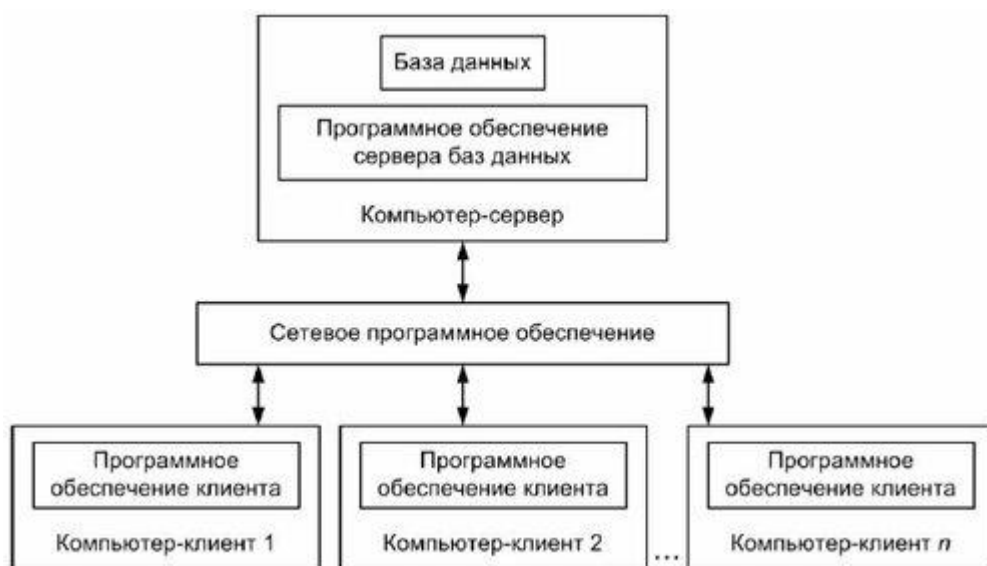 База данных
Программное обеспечение
сервера баз данных
Компьютер-сервер
Сетевое программное обеспечение
Программное
обеспечение клиента
Компьютер-клиент 1
Программное
обеспечение клиента
Компьютер-клиент 2
...
Программное
обеспечение клиента
Компьютер-клиент n